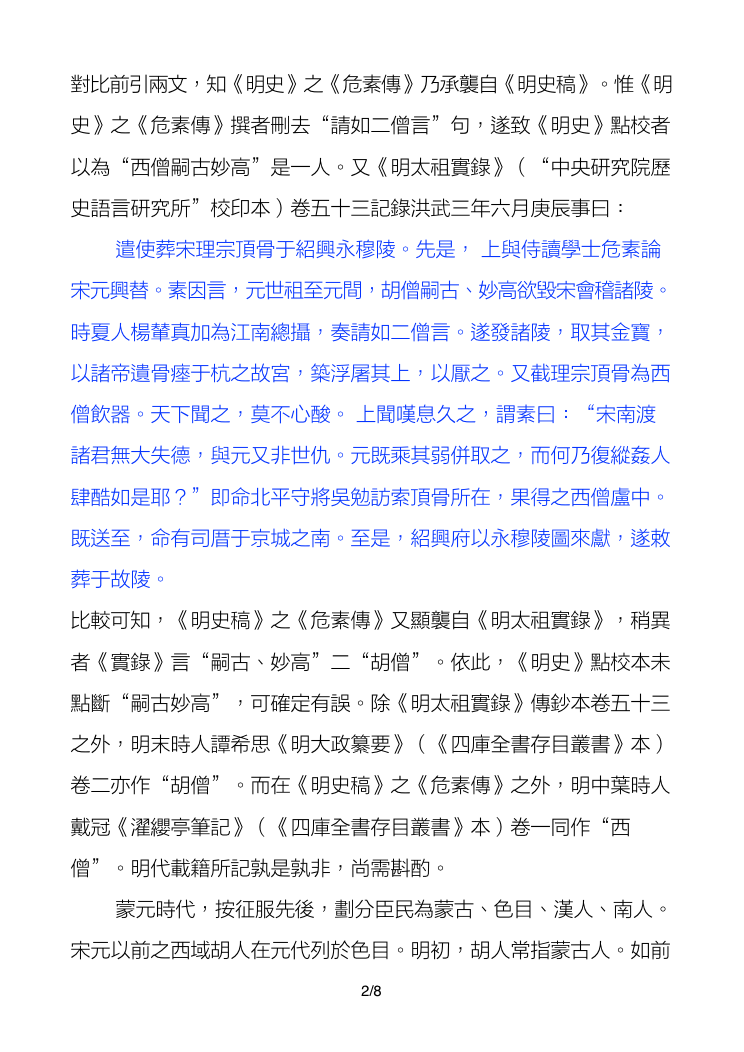 對比前引兩文，知《明史》之《危素傳》乃承襲自《明史稿》。惟《明
史》之《危素傳》撰者刪去“請如二僧言”句，遂致《明史》點校者
以為“西僧嗣古妙高”是一人。又《明太祖實錄》（“中央研究院歷
史語言研究所”校印本）卷五十三記錄洪武三年六月庚辰事曰：
遣使葬宋理宗頂骨于紹興永穆陵。先是， 上與侍讀學士危素論
宋元興替。素因言，元世祖至元間，胡僧嗣古、妙高欲毀宋會稽諸陵。
時夏人楊輦真加為江南總攝，奏請如二僧言。遂發諸陵，取其金寶，
以諸帝遺骨瘞于杭之故宮，築浮屠其上，以厭之。又截理宗頂骨為西
僧飲器。天下聞之，莫不心酸。 上聞嘆息久之，謂素曰：“宋南渡
諸君無大失德，與元又非世仇。元既乘其弱併取之，而何乃復縱姦人
肆酷如是耶？”即命北平守將吳勉訪索頂骨所在，果得之西僧廬中。
既送至，命有司厝于京城之南。至是，紹興府以永穆陵圖來獻，遂敕
葬于故陵。
比較可知，《明史稿》之《危素傳》又顯襲自《明太祖實錄》，稍異
者《實錄》言“嗣古、妙高”二“胡僧”。依此，《明史》點校本未
點斷“嗣古妙高”，可確定有誤。除《明太祖實錄》傳鈔本卷五十三
之外，明末時人譚希思《明大政纂要》（《四庫全書存目叢書》本）
卷二亦作“胡僧”。而在《明史稿》之《危素傳》之外，明中葉時人
戴冠《濯纓亭筆記》（《四庫全書存目叢書》本）卷一同作“西
僧”。明代載籍所記孰是孰非，尚需斟酌。
蒙元時代，按征服先後，劃分臣民為蒙古、色目、漢人、南人。
宋元以前之西域胡人在元代列於色目。明初，胡人常指蒙古人。如前
2/8